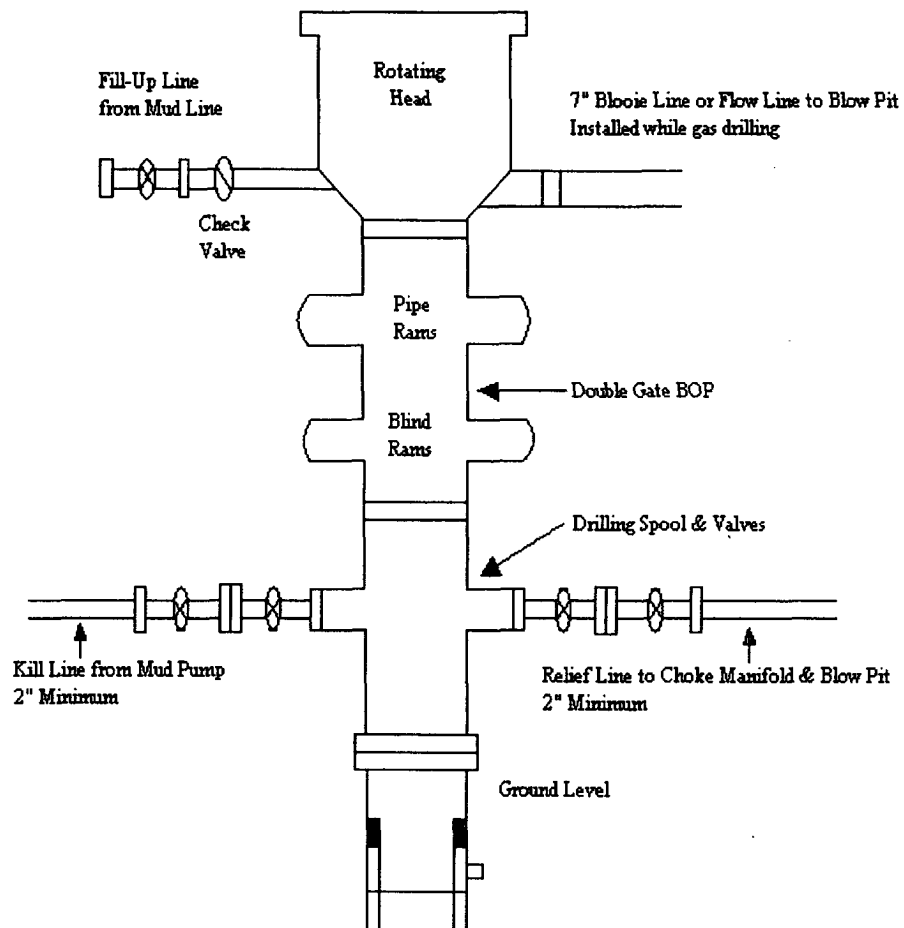 Rotating
Head
Fill-Up Line
from Mud Line
7" Blooie Line or Flow Line to Blow Pit
Installed while gas drilling
Check
Valve
Pipe
Rams
Double Gate BOP
Blind
Rams
Drilling Spool & Valves
Kill Line from Mud Pump
2" Minimum
Relief Line to Choke Manifold & Blow Pit
2" Minimum
Ground Level